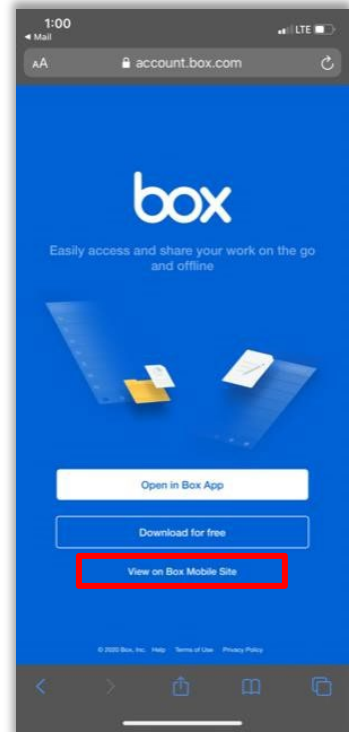 1:00
◀ Mail
LTE
AA
account.box.com
box
Easily access and share your work on the go
and offline
Open in Box App
Download for free
View on Box Mobile Site
© 2020 Box, Inc. Help Terms of Use Privacy Policy